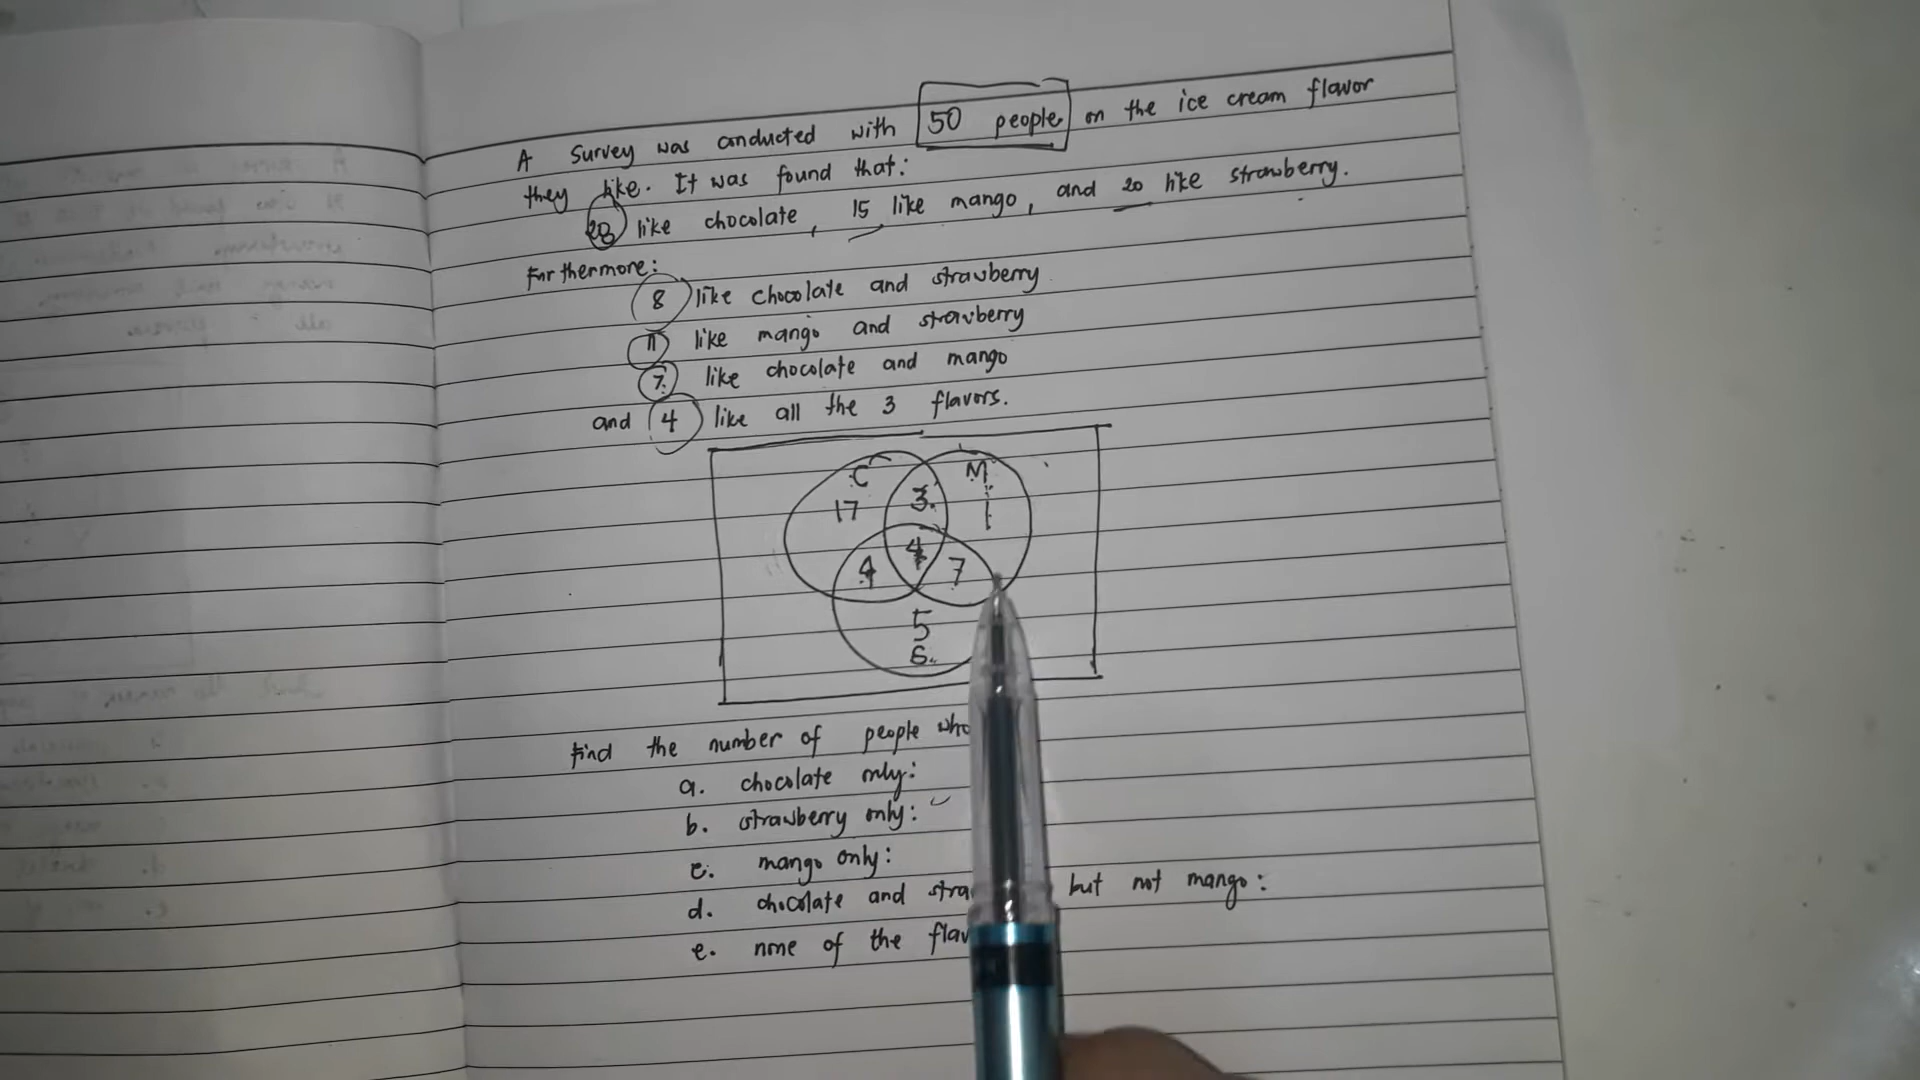 A survey was conducted with 50 people on the ice cream flavor
they like. It was found that:
28 like chocolate, 15 like mango, and 20 like strawberry.
Furthermore:
8 like chocolate and strawberry
11 like mango and strawberry
7 like chocolate and mango
and 4 like all the 3 flavors.
C M
17 3 1
4 4 7
5
S
Find the number of people who
a. chocolate only:
b. strawberry only:
c. mango only:
d. chocolate and but not mango:
e. none of the